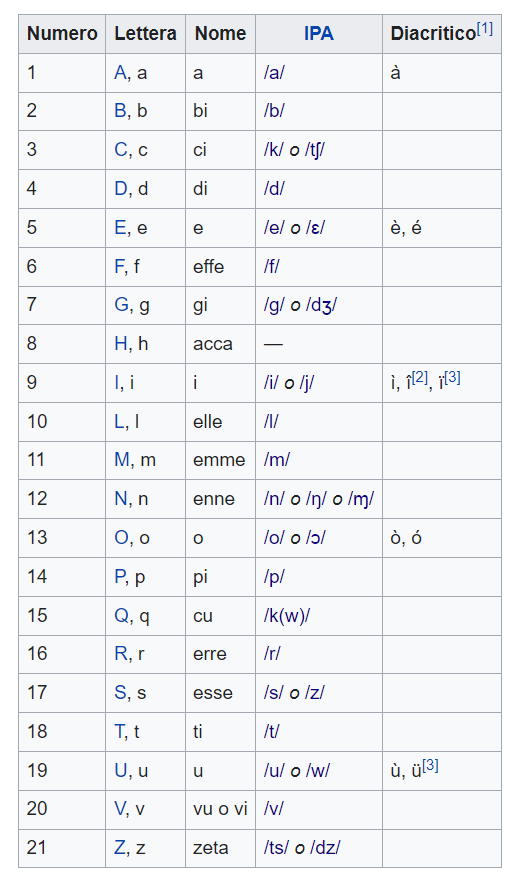 Numero Lettera Nome IPA Diacritico[1]
1 A, a a /a/ à
2 B, b bi /b/
3 C, c ci /k/ o /tʃ/
4 D, d di /d/
5 E, e e /e/ o /ɛ/ è, é
6 F, f effe /f/
7 G, g gi /g/ o /dʒ/
8 H, h acca —
9 I, i i /i/ o /j/ ì, î[2], ï[3]
10 L, l elle /l/
11 M, m emme /m/
12 N, n enne /n/ o /ŋ/ o /ɱ/
13 O, o o /o/ o /ɔ/ ò, ó
14 P, p pi /p/
15 Q, q cu /k(w)/
16 R, r erre /r/
17 S, s esse /s/ o /z/
18 T, t ti /t/
19 U, u u /u/ o /w/ ù, ü[3]
20 V, v vu o vi /v/
21 Z, z zeta /ts/ o /dz/